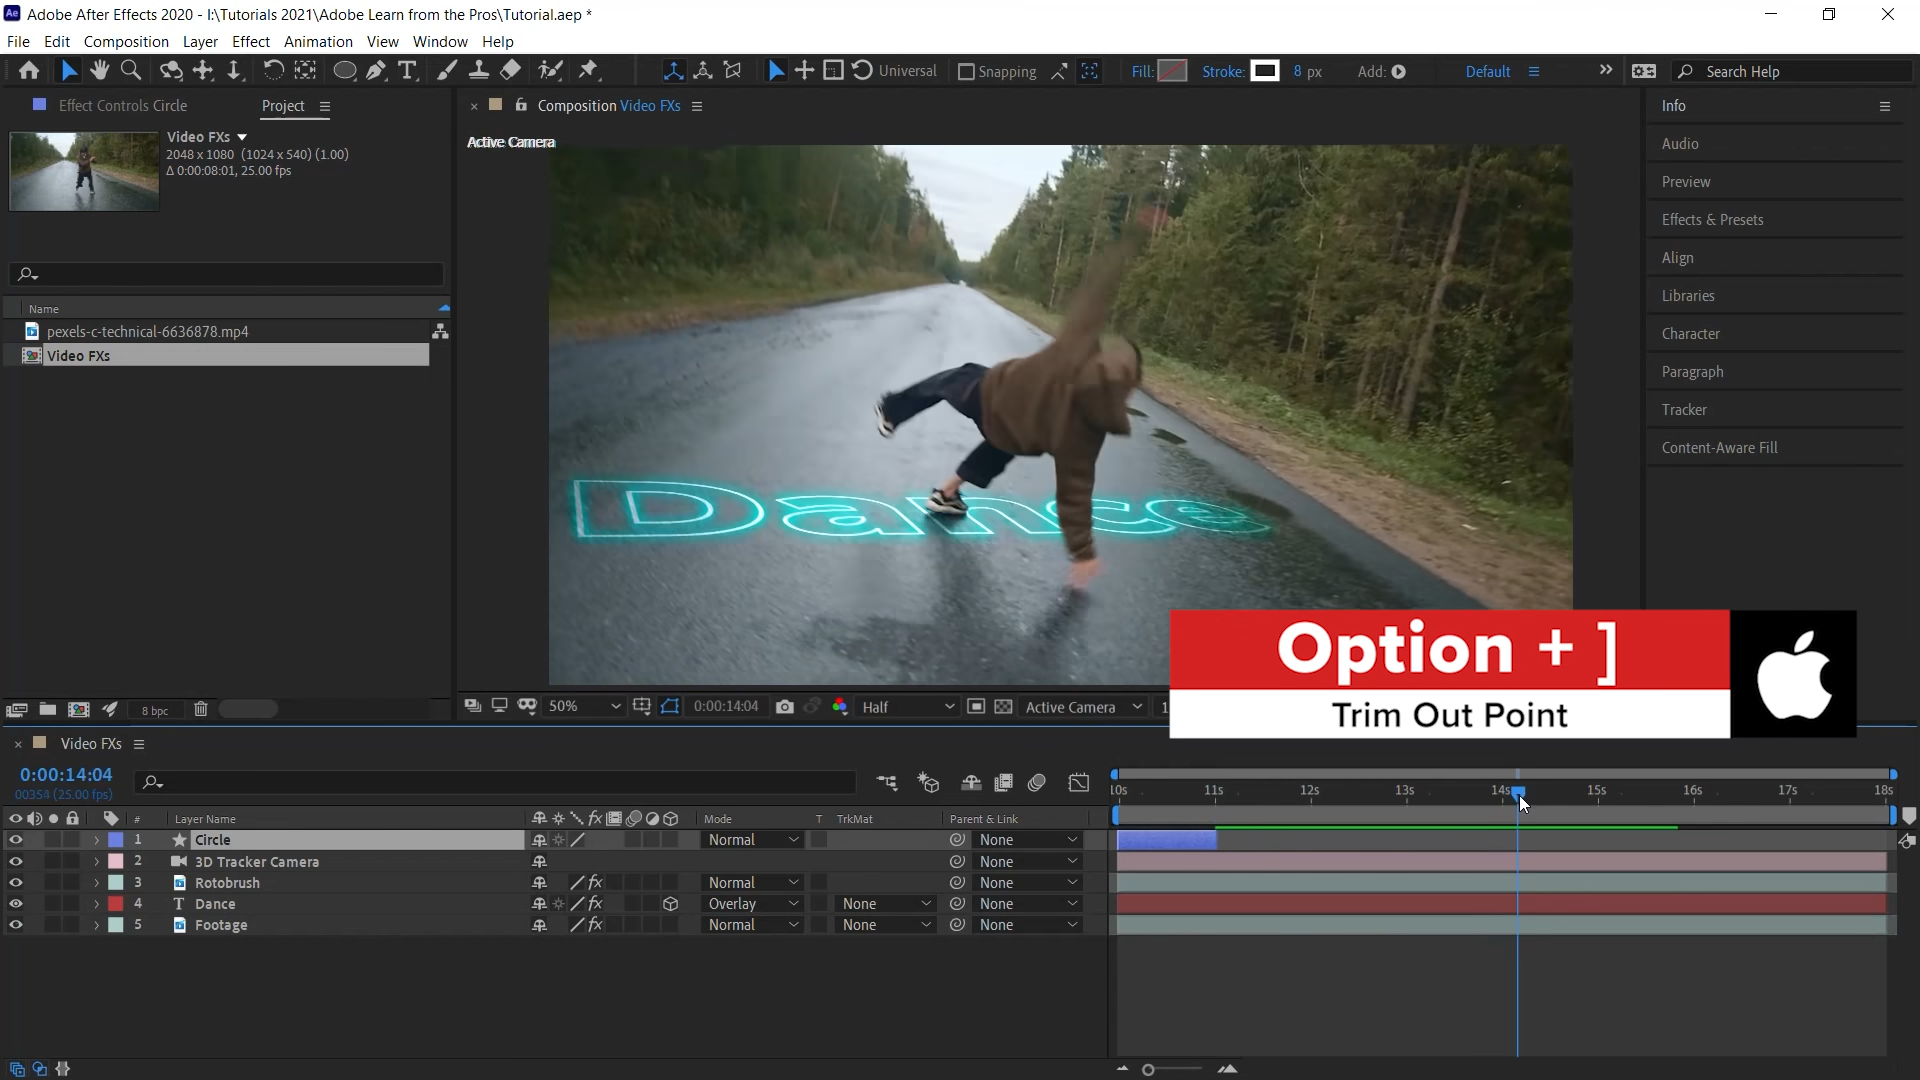 Adobe After Effects 2020 - I:\Tutorials 2021\Adobe Learn from the Pros\Tutorial.aep *
File Edit Composition Layer Effect Animation View Window Help
Universal Snapping Fill: Stroke: 8 px Add: Default Search Help
Effect Controls Circle Project
Composition Video FXs
Info
Video FXs
2048 x 1080 (1024 x 540) (1.00)
Δ 0:00:08:01, 25.00 fps
Active Camera
Audio
Preview
Effects & Presets
Align
Libraries
Character
Paragraph
Tracker
Content-Aware Fill
Name
pexels-c-technical-6636878.mp4
Video FXs
Dance
Option + ]
Trim Out Point
8 bpc
50% 0:00:14:04 Half Active Camera
Video FXs
0:00:14:04
00354 (25.00 fps)
10s 11s 12s 13s 14s 15s 16s 17s 18s
# Layer Name Mode T TrkMat Parent & Link
1 Circle Normal None
2 3D Tracker Camera None
3 Rotobrush Normal None
4 Dance Overlay None None
5 Footage Normal None None